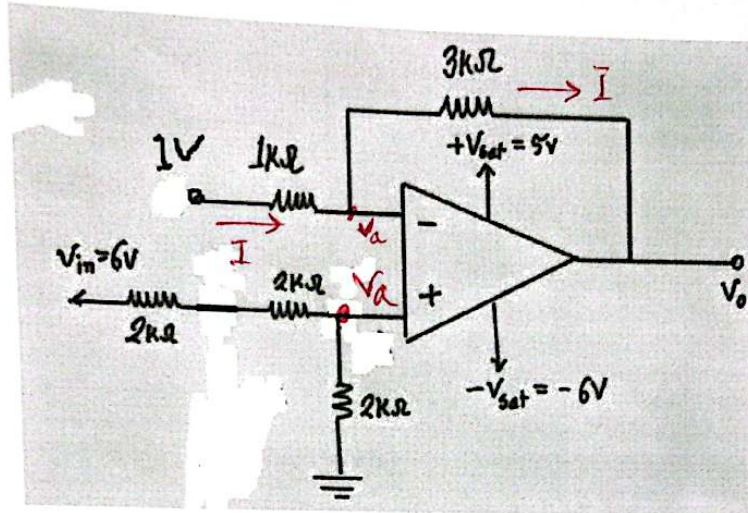 3KΩ
I
+Vsat = 5V
1V
1KΩ
I
Va
-
Vin=6V
2KΩ
2KΩ
Va
+
Vo
2KΩ
-Vsat = -6V